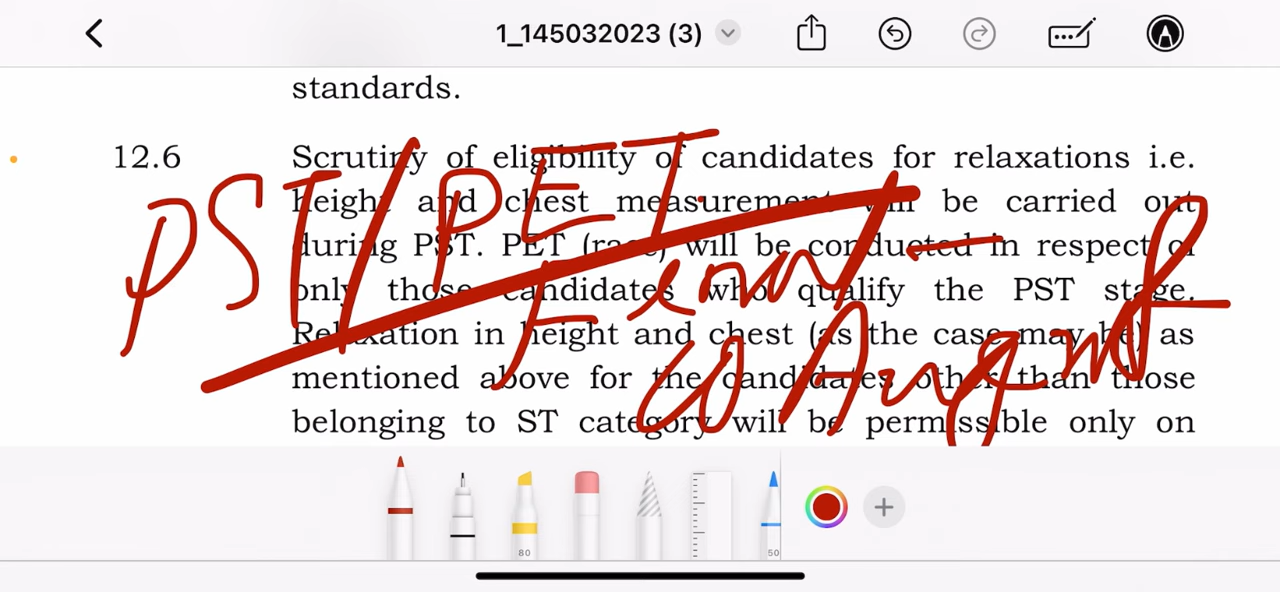 1_145032023 (3)
standards.
12.6 Scrutiny of eligibility of candidates for relaxations i.e.
height and chest measurement will be carried out
during PST. PET (race) will be conducted in respect of
only those candidates who qualify the PST stage.
Relaxation in height and chest (as the case may be) as
mentioned above for the candidates other than those
belonging to ST category will be permissible only on
PST/PET
80
50